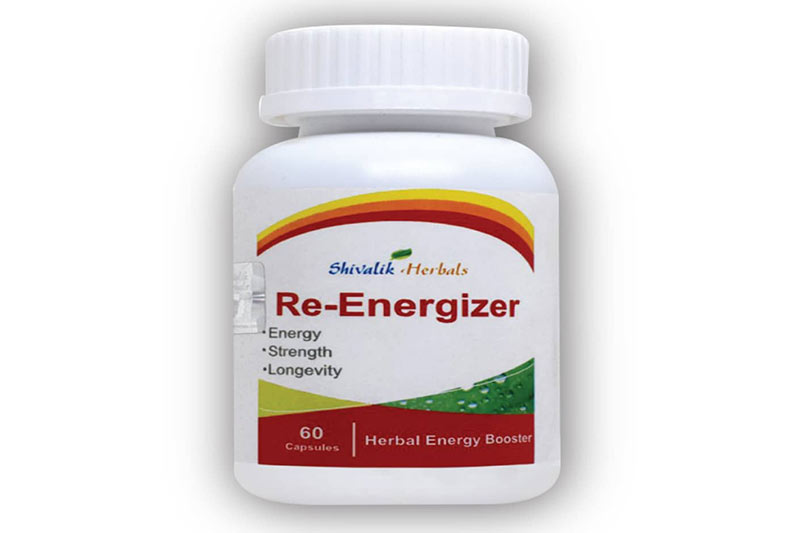 Shivalik Herbals
Re-Energizer
•Energy
•Strength
•Longevity
60
Capsules
Herbal Energy Booster